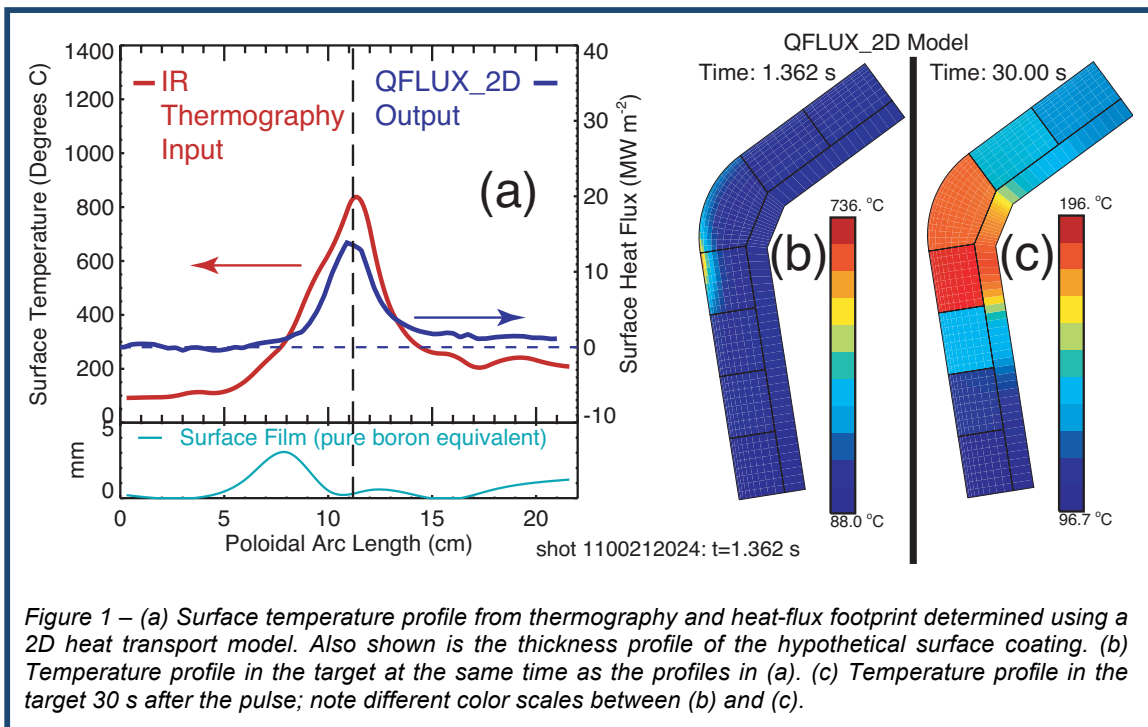 1400
1200
1000
800
600
400
200
0
Surface Temperature (Degrees C)
IR
Thermography
Input
QFLUX_2D
Output
(a)
40
30
20
10
0
-10
Surface Heat Flux (MW m-2)
5
0
mm
Surface Film (pure boron equivalent)
0 5 10 15 20
Poloidal Arc Length (cm)
shot 1100212024: t=1.362 s
QFLUX_2D Model
Time: 1.362 s
Time: 30.00 s
736. °C
(b)
88.0 °C
196. °C
(c)
96.7 °C
Figure 1 – (a) Surface temperature profile from thermography and heat-flux footprint determined using a
2D heat transport model. Also shown is the thickness profile of the hypothetical surface coating. (b)
Temperature profile in the target at the same time as the profiles in (a). (c) Temperature profile in the
target 30 s after the pulse; note different color scales between (b) and (c).